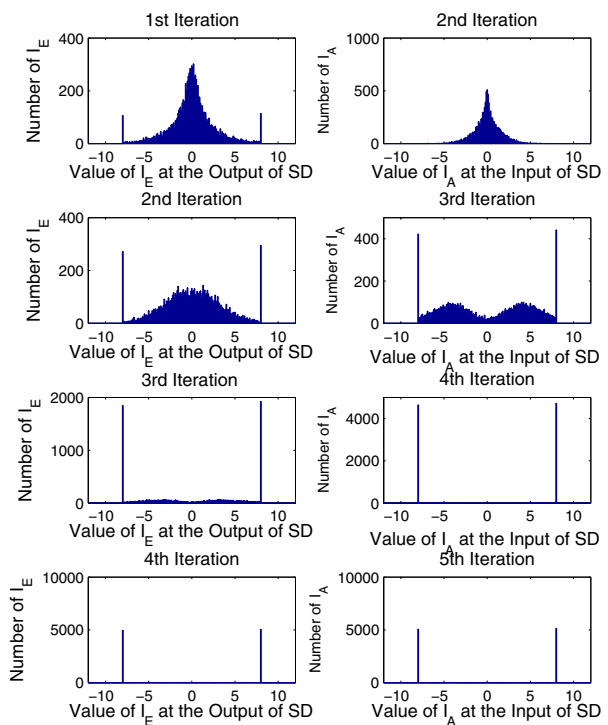 1st Iteration
Number of I_E
400
200
0
−10 −5 0 5 10
Value of I_E at the Output of SD
2nd Iteration
Number of I_A
1000
500
0
−10 −5 0 5 10
Value of I_A at the Input of SD
2nd Iteration
Number of I_E
400
200
0
−10 −5 0 5 10
Value of I_E at the Output of SD
3rd Iteration
Number of I_A
400
200
0
−10 −5 0 5 10
Value of I_A at the Input of SD
3rd Iteration
Number of I_E
2000
1000
0
−10 −5 0 5 10
Value of I_E at the Output of SD
4th Iteration
Number of I_A
4000
2000
0
−10 −5 0 5 10
Value of I_A at the Input of SD
4th Iteration
Number of I_E
10000
5000
0
−10 −5 0 5 10
Value of I_E at the Output of SD
5th Iteration
Number of I_A
10000
5000
0
−10 −5 0 5 10
Value of I_A at the Input of SD